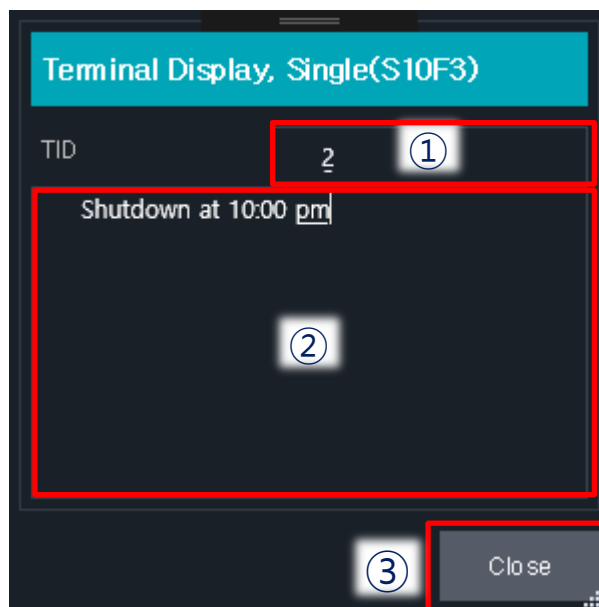 Terminal Display, Single(S10F3)
TID 2 ①
Shutdown at 10:00 pm
②
③ Close